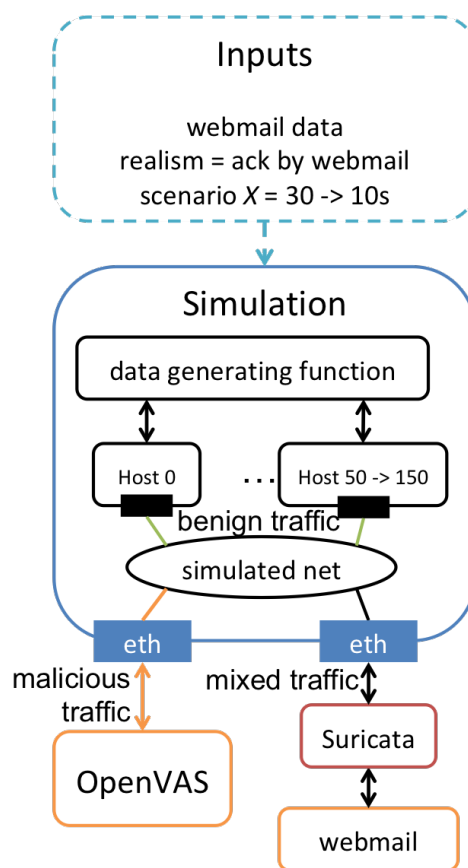 Inputs
webmail data
realism = ack by webmail
scenario X = 30 -> 10s
Simulation
data generating function
Host 0
...
Host 50 -> 150
benign traffic
simulated net
eth
eth
malicious
traffic
mixed traffic
OpenVAS
Suricata
webmail